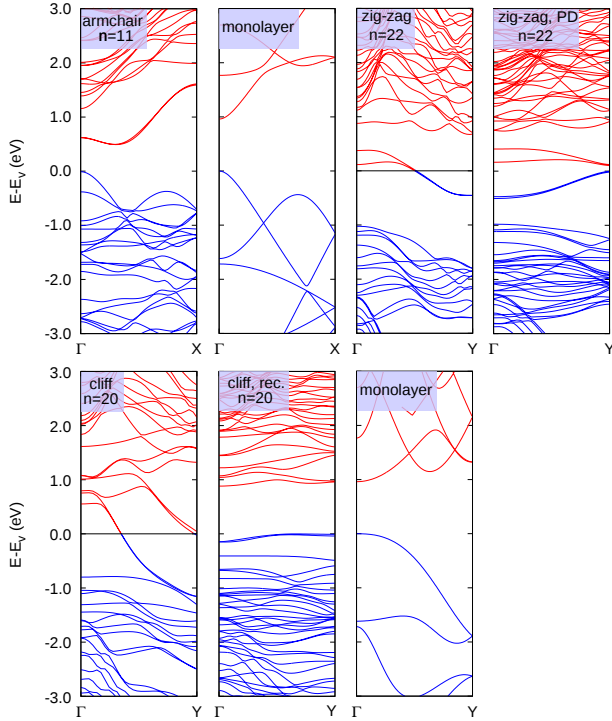 armchair
n=11
monolayer
zig-zag
n=22
zig-zag, PD
n=22
3.0
2.0
1.0
0.0
-1.0
-2.0
-3.0
E-Eᵥ (eV)
Γ X
Γ X
Γ Y
Γ Y
cliff
n=20
cliff, rec.
n=20
monolayer
3.0
2.0
1.0
0.0
-1.0
-2.0
-3.0
E-Eᵥ (eV)
Γ Y
Γ Y
Γ Y